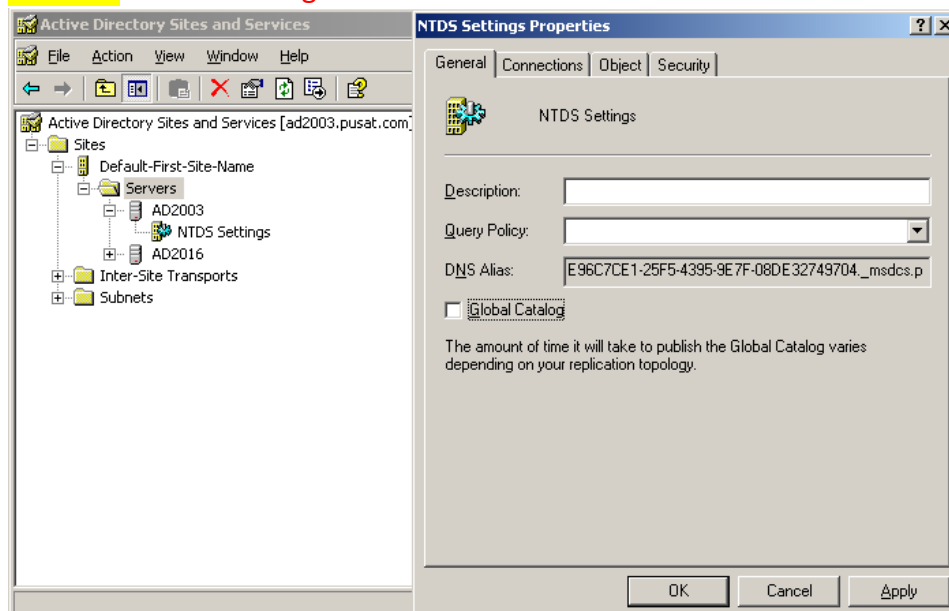 Active Directory Sites and Services
File Action View Window Help
Active Directory Sites and Services [ad2003.pusat.com]
Sites
Default-First-Site-Name
Servers
AD2003
NTDS Settings
AD2016
Inter-Site Transports
Subnets
NTDS Settings Properties
General Connections Object Security
NTDS Settings
Description:
Query Policy:
DNS Alias: E96C7CE1-25F5-4395-9E7F-08DE32749704._msdcs.p
Global Catalog
The amount of time it will take to publish the Global Catalog varies
depending on your replication topology.
OK Cancel Apply